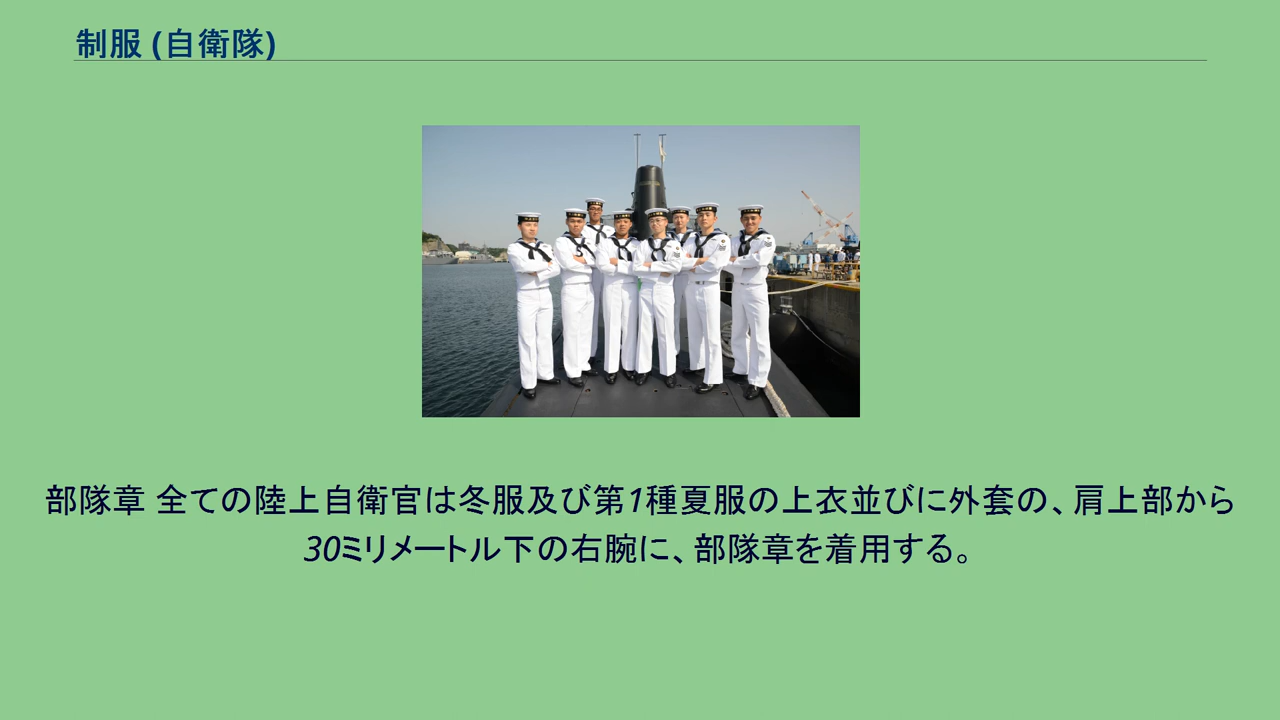 制服 (自衛隊)
部隊章 全ての陸上自衛官は冬服及び第1種夏服の上衣並びに外套の、肩上部から
30ミリメートル下の右腕に、部隊章を着用する。